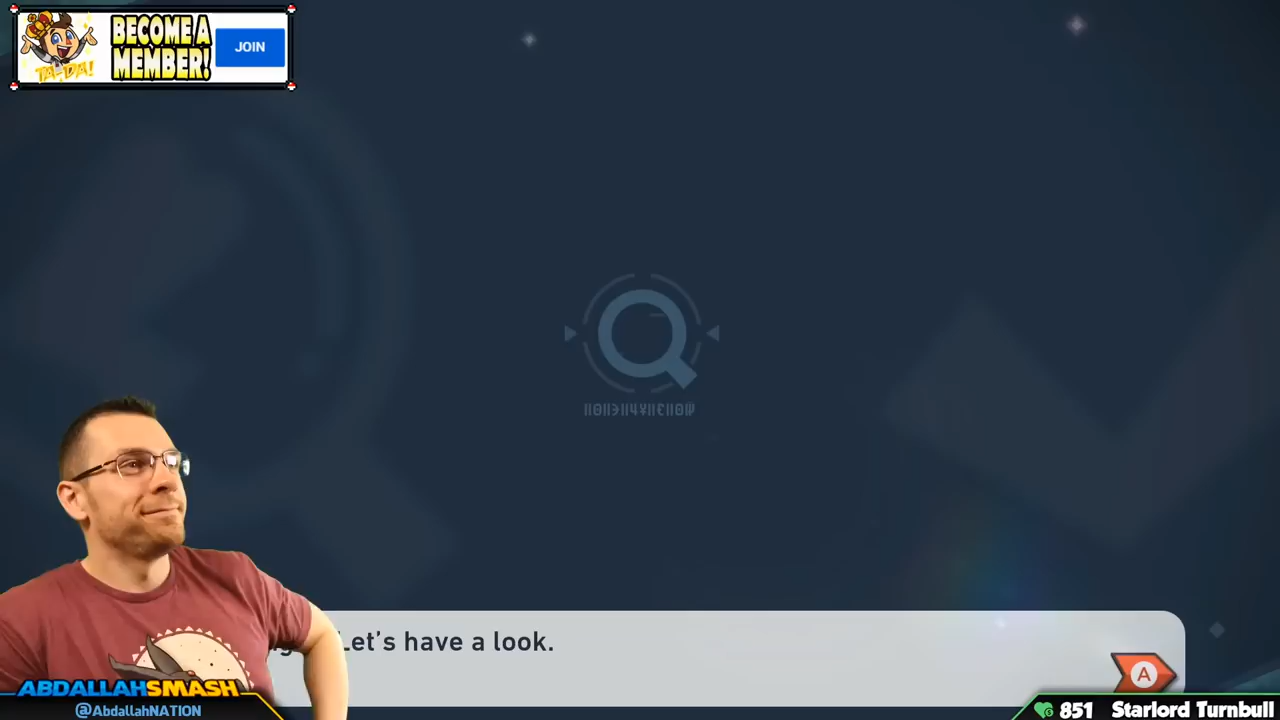 BECOME A
MEMBER!
JOIN
TA-DA!
Let's have a look.
A
ABDALLAHSMASH
@AbdallahNATION
851 Starlord Turnbull